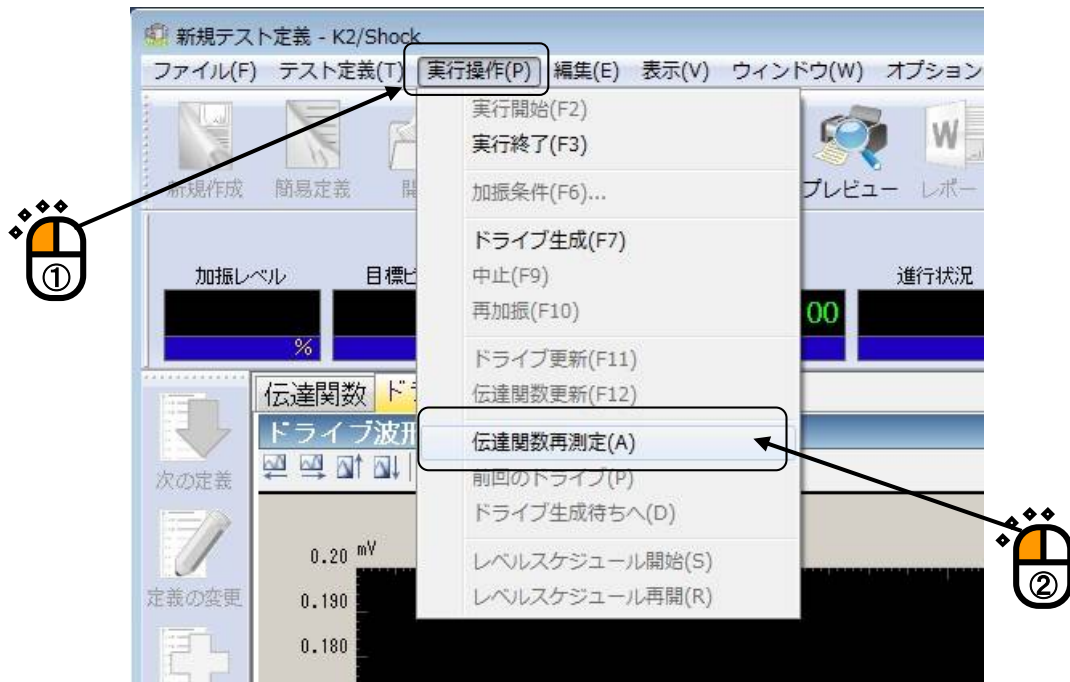 新規テスト定義 - K2/Shock
ファイル(F) テスト定義(T) 実行操作(P) 編集(E) 表示(V) ウィンドウ(W) オプション
実行開始(F2)
実行終了(F3)
加振条件(F6)...
ドライブ生成(F7)
中止(F9)
再加振(F10)
ドライブ更新(F11)
伝達関数更新(F12)
伝達関数再測定(A)
前回のドライブ(P)
ドライブ生成待ちへ(D)
レベルスケジュール開始(S)
レベルスケジュール再開(R)
新規作成 簡易定義 開 プレビュー レポー
W
①
加振レベル 目標ピ 進行状況
00
%
伝達関数 ドラ
ドライブ波形
次の定義
定義の変更
0.20 mV
0.190
0.180
②